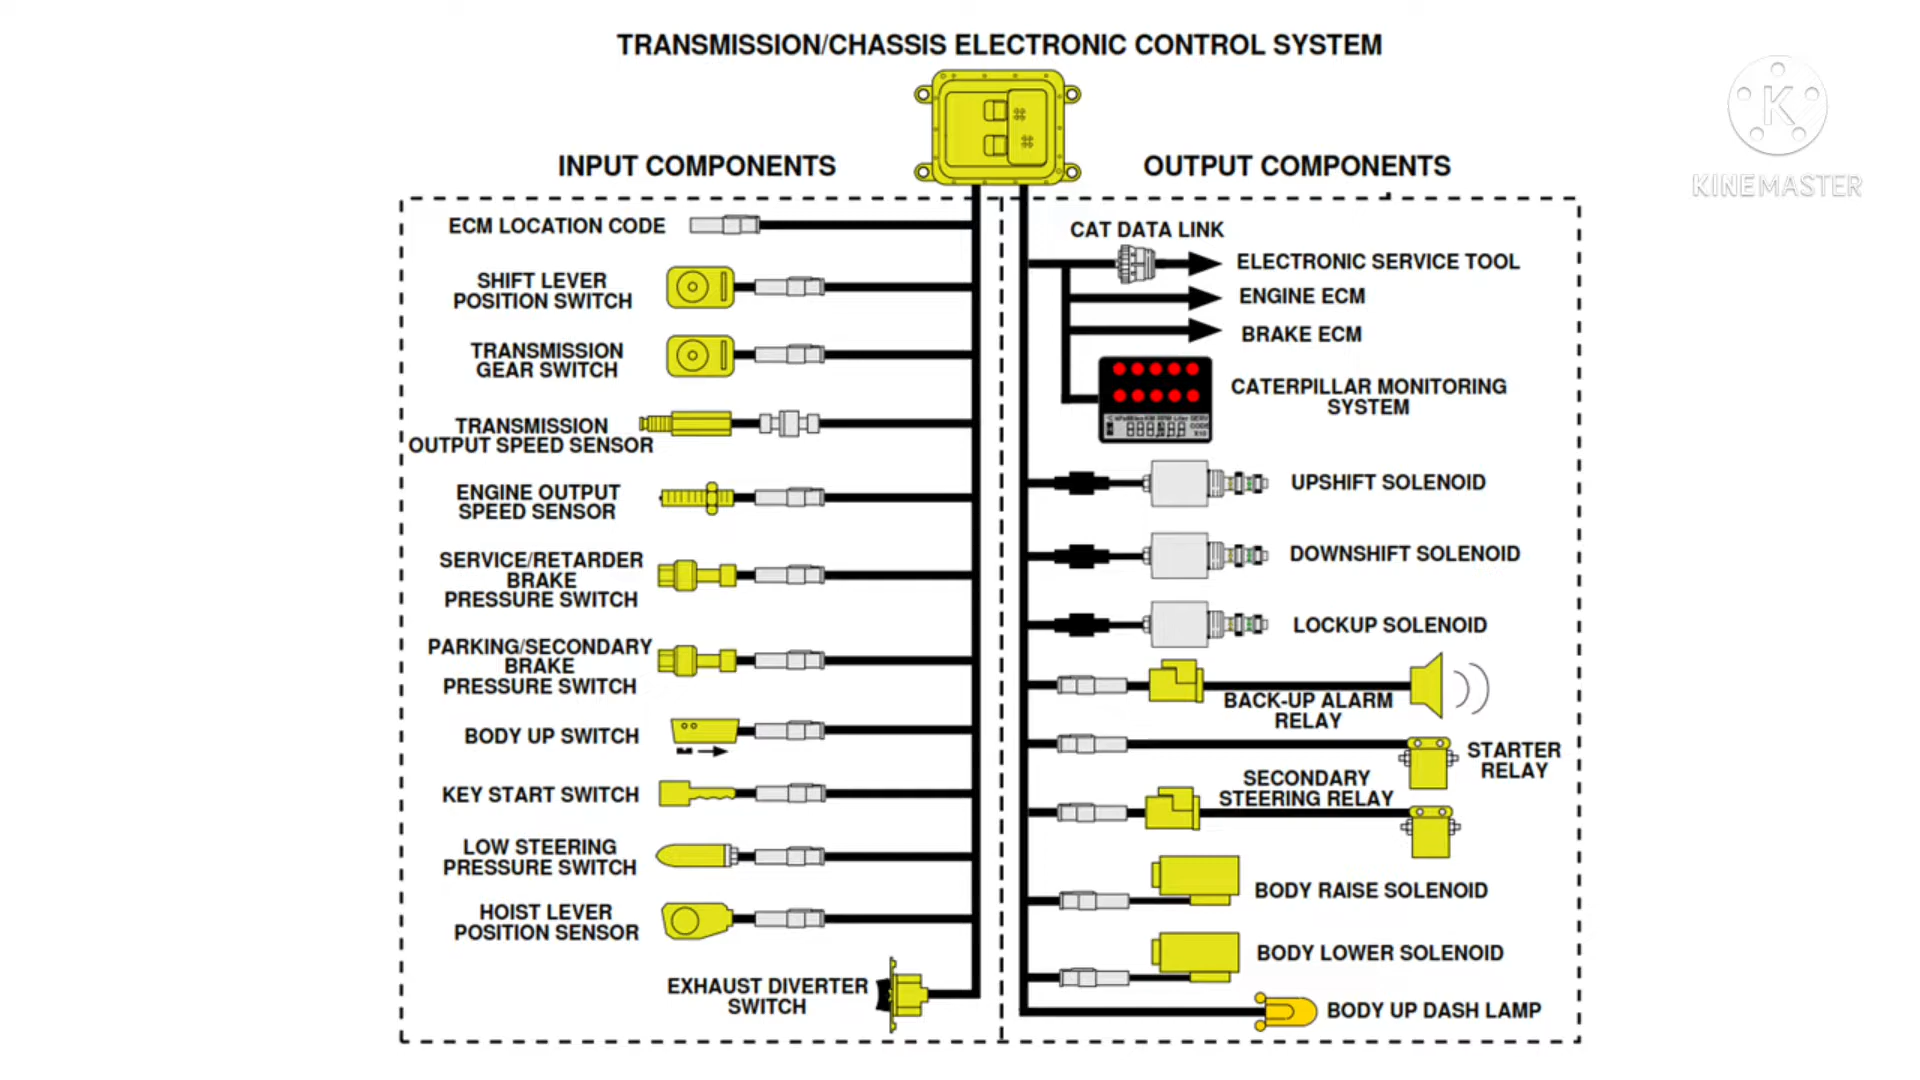 TRANSMISSION/CHASSIS ELECTRONIC CONTROL SYSTEM
K
KINEMASTER
INPUT COMPONENTS
ECM LOCATION CODE
SHIFT LEVER
POSITION SWITCH
TRANSMISSION
GEAR SWITCH
TRANSMISSION
OUTPUT SPEED SENSOR
ENGINE OUTPUT
SPEED SENSOR
SERVICE/RETARDER
BRAKE
PRESSURE SWITCH
PARKING/SECONDARY
BRAKE
PRESSURE SWITCH
BODY UP SWITCH
KEY START SWITCH
LOW STEERING
PRESSURE SWITCH
HOIST LEVER
POSITION SENSOR
EXHAUST DIVERTER
SWITCH
OUTPUT COMPONENTS
CAT DATA LINK
ELECTRONIC SERVICE TOOL
ENGINE ECM
BRAKE ECM
CATERPILLAR MONITORING
SYSTEM
UPSHIFT SOLENOID
DOWNSHIFT SOLENOID
LOCKUP SOLENOID
BACK-UP ALARM
RELAY
STARTER
RELAY
SECONDARY
STEERING RELAY
BODY RAISE SOLENOID
BODY LOWER SOLENOID
BODY UP DASH LAMP